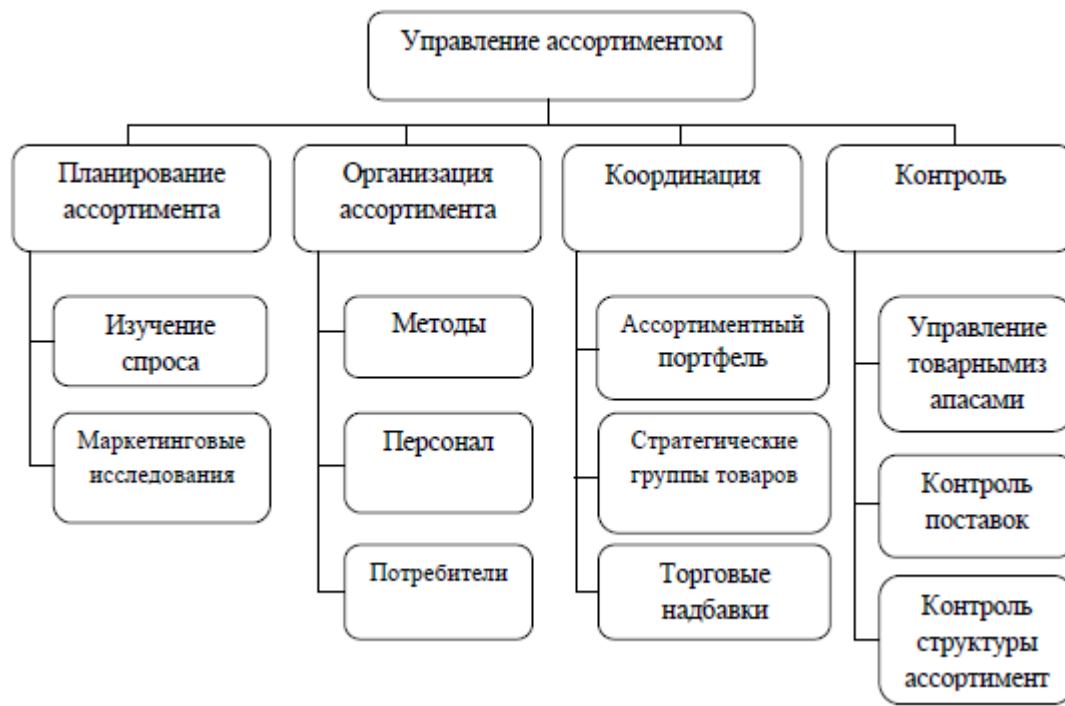 Управление ассортиментом
Планирование
ассортимента
Изучение
спроса
Маркетинговые
исследования
Организация
ассортимента
Методы
Персонал
Потребители
Координация
Ассортиментный
портфель
Стратегические
группы товаров
Торговые
надбавки
Контроль
Управление
товарнымиз
апасами
Контроль
поставок
Контроль
структуры
ассортимент